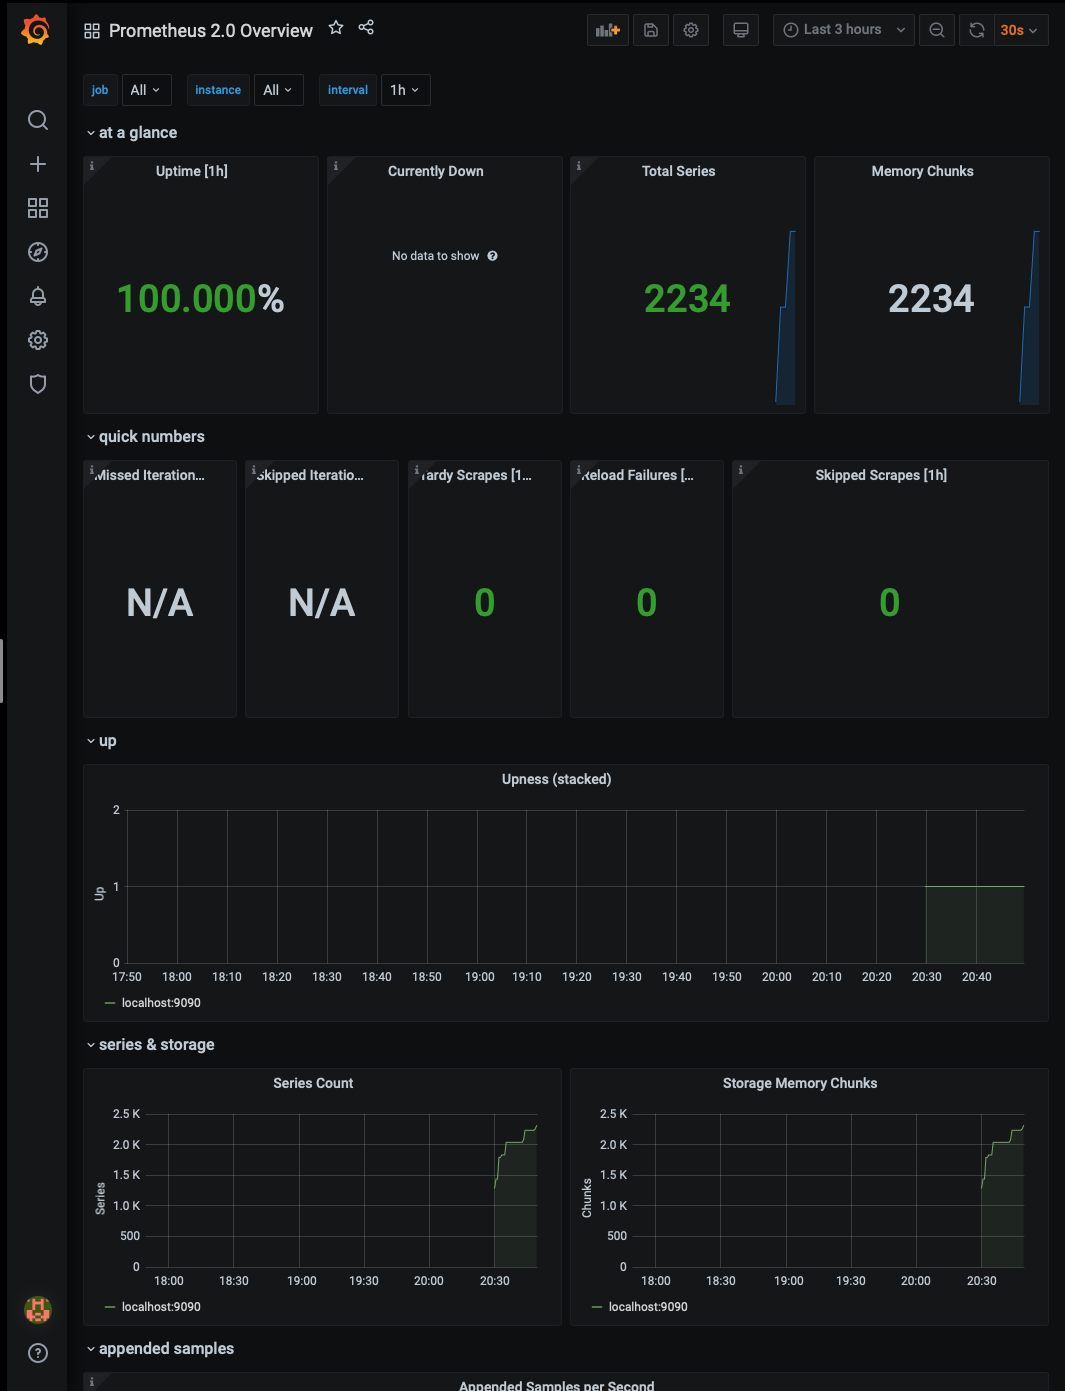 Prometheus 2.0 Overview
Last 3 hours
30s
job All instance All interval 1h
at a glance
Uptime [1h]
100.000%
Currently Down
No data to show
Total Series
2234
Memory Chunks
2234
quick numbers
Missed Iteration...
N/A
Skipped Iteratio...
N/A
Tardy Scrapes [1...
0
Reload Failures [...
0
Skipped Scrapes [1h]
0
up
Upness (stacked)
Up
2
1
0
17:50 18:00 18:10 18:20 18:30 18:40 18:50 19:00 19:10 19:20 19:30 19:40 19:50 20:00 20:10 20:20 20:30 20:40
localhost:9090
series & storage
Series Count
Series
2.5 K
2.0 K
1.5 K
1.0 K
500
0
18:00 18:30 19:00 19:30 20:00 20:30
localhost:9090
Storage Memory Chunks
Chunks
2.5 K
2.0 K
1.5 K
1.0 K
500
0
18:00 18:30 19:00 19:30 20:00 20:30
localhost:9090
appended samples
Appended Samples per Second